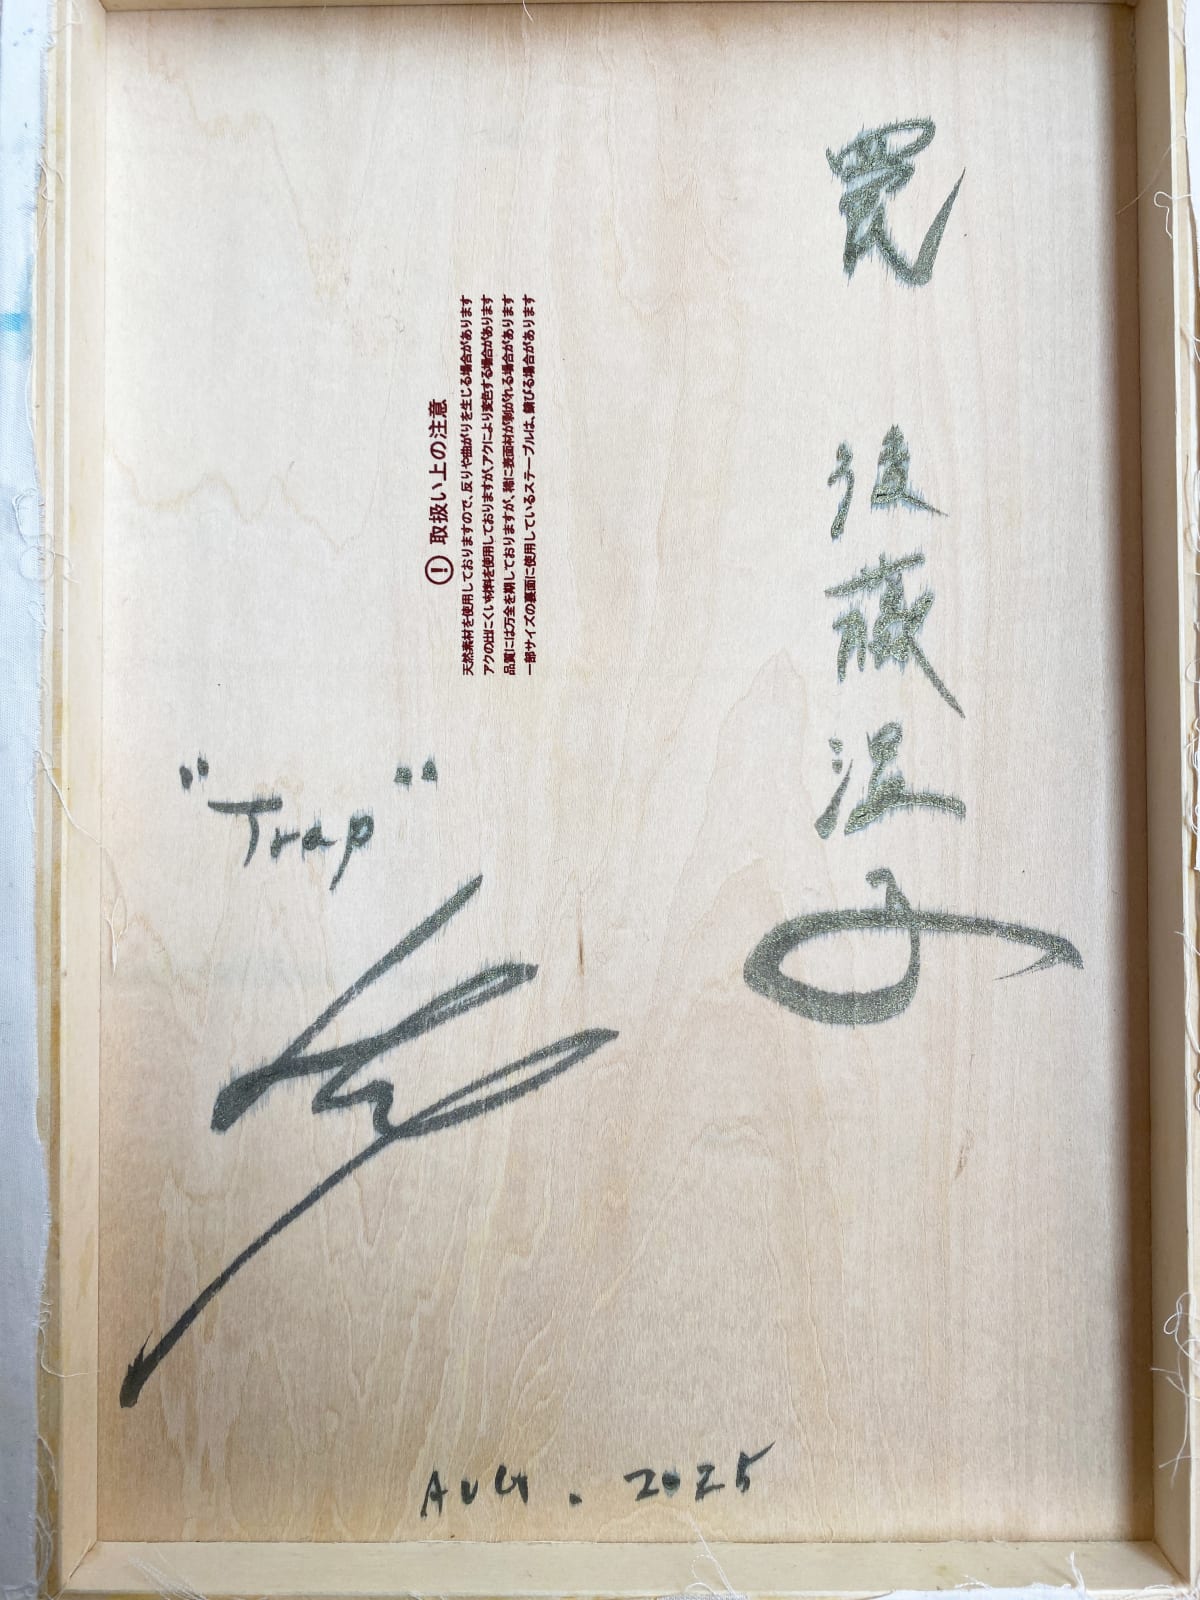 罠 後藤温子
"Trap"
AUG. 2025
取扱い上の注意
天然素材を使用しておりますので、反りや曲がりを生じる場合があります
アクの出にくい材料を使用しておりますが、アクにより変色する場合があります
品質には万全を期しておりますが、稀に表面材が剥がれる場合があります
一部サイズの裏面に使用しているステープルは、錆びる場合があります